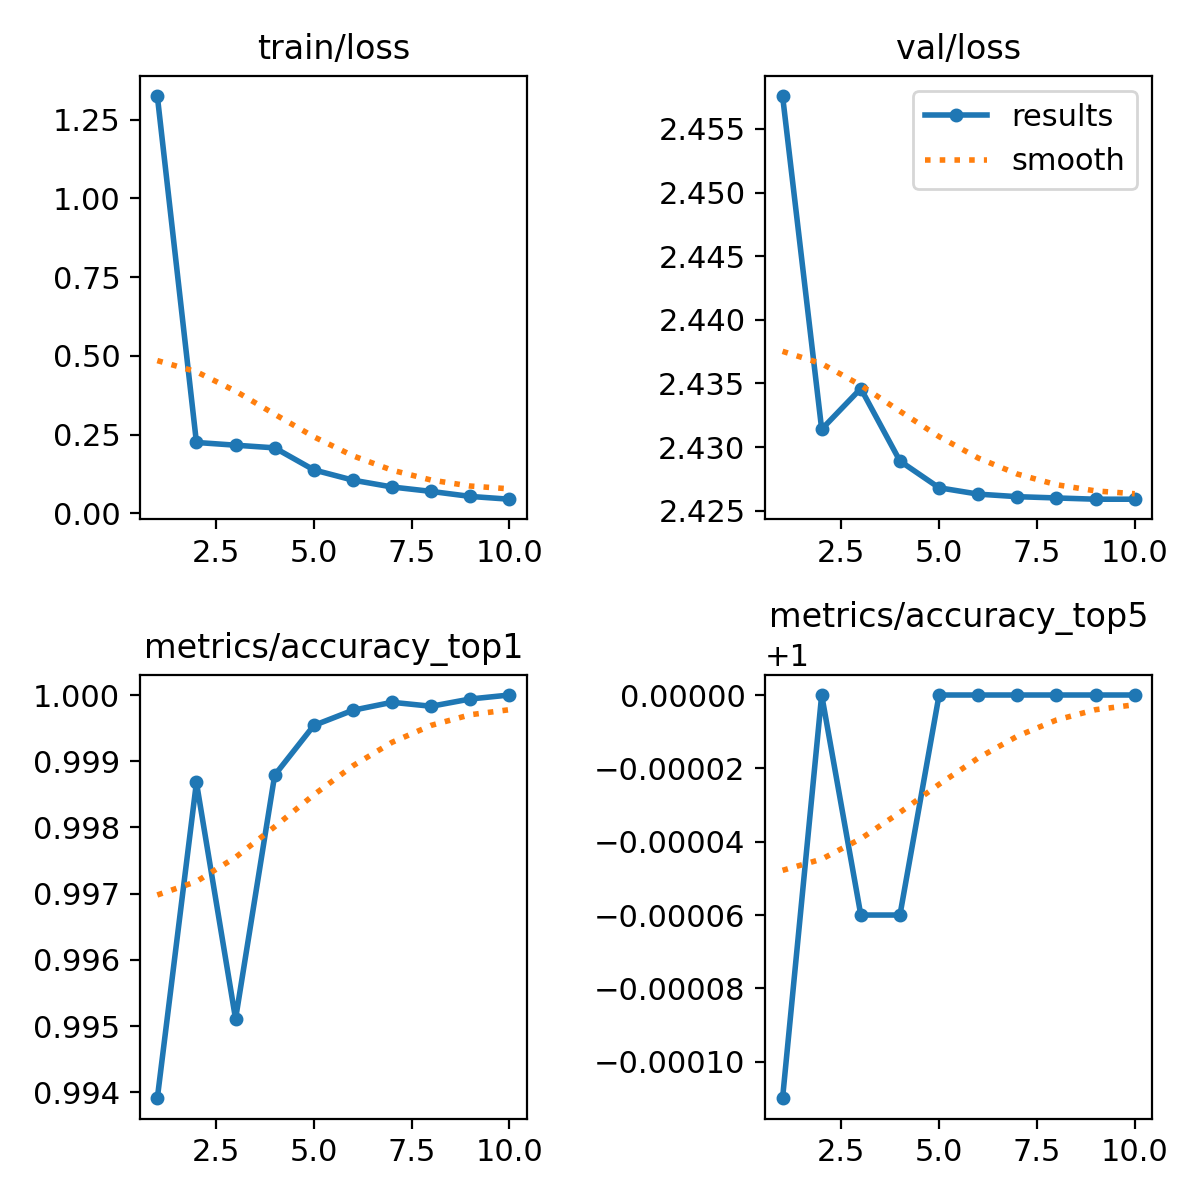 train/loss
1.25
1.00
0.75
0.50
0.25
0.00
2.5 5.0 7.5 10.0
val/loss
results
smooth
2.455
2.450
2.445
2.440
2.435
2.430
2.425
2.5 5.0 7.5 10.0
metrics/accuracy_top1
1.000
0.999
0.998
0.997
0.996
0.995
0.994
2.5 5.0 7.5 10.0
metrics/accuracy_top5
+1
0.00000
−0.00002
−0.00004
−0.00006
−0.00008
−0.00010
2.5 5.0 7.5 10.0